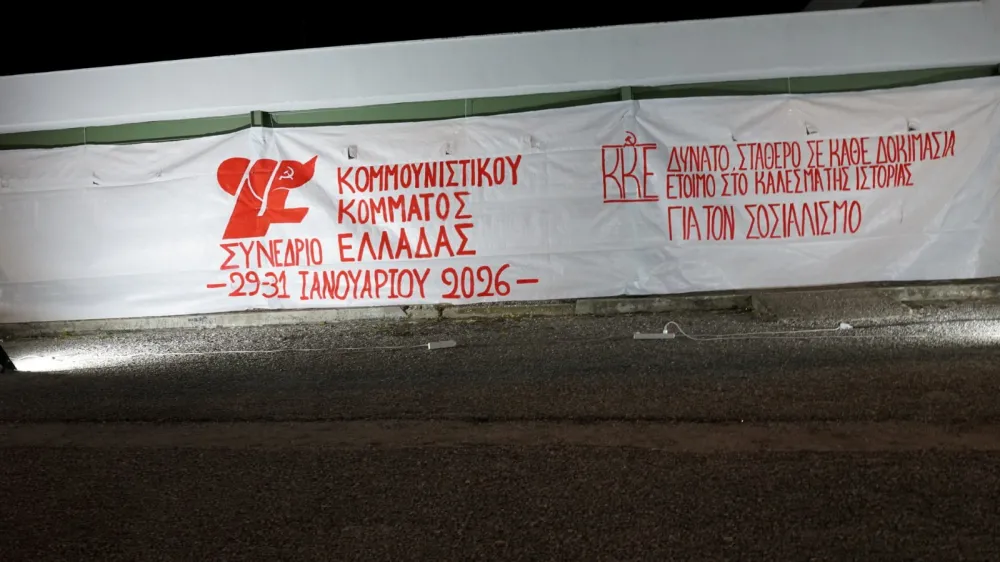 ΚΟΜΜΟΥΝΙΣΤΙΚΟΥ
ΚΟΜΜΑΤΟΣ
ΣΥΝΕΔΡΙΟ ΕΛΛΑΔΑΣ
-29-31 ΙΑΝΟΥΑΡΙΟΥ 2026-
ΚΚΕ
ΔΥΝΑΤΟ, ΣΤΑΘΕΡΟ ΣΕ ΚΑΘΕ ΔΟΚΙΜΑΣΙΑ
ΕΤΟΙΜΟ ΣΤΟ ΚΑΛΕΣΜΑ ΤΗΣ ΙΣΤΟΡΙΑΣ
ΓΙΑ ΤΟΝ ΣΟΣΙΑΛΙΣΜΟ